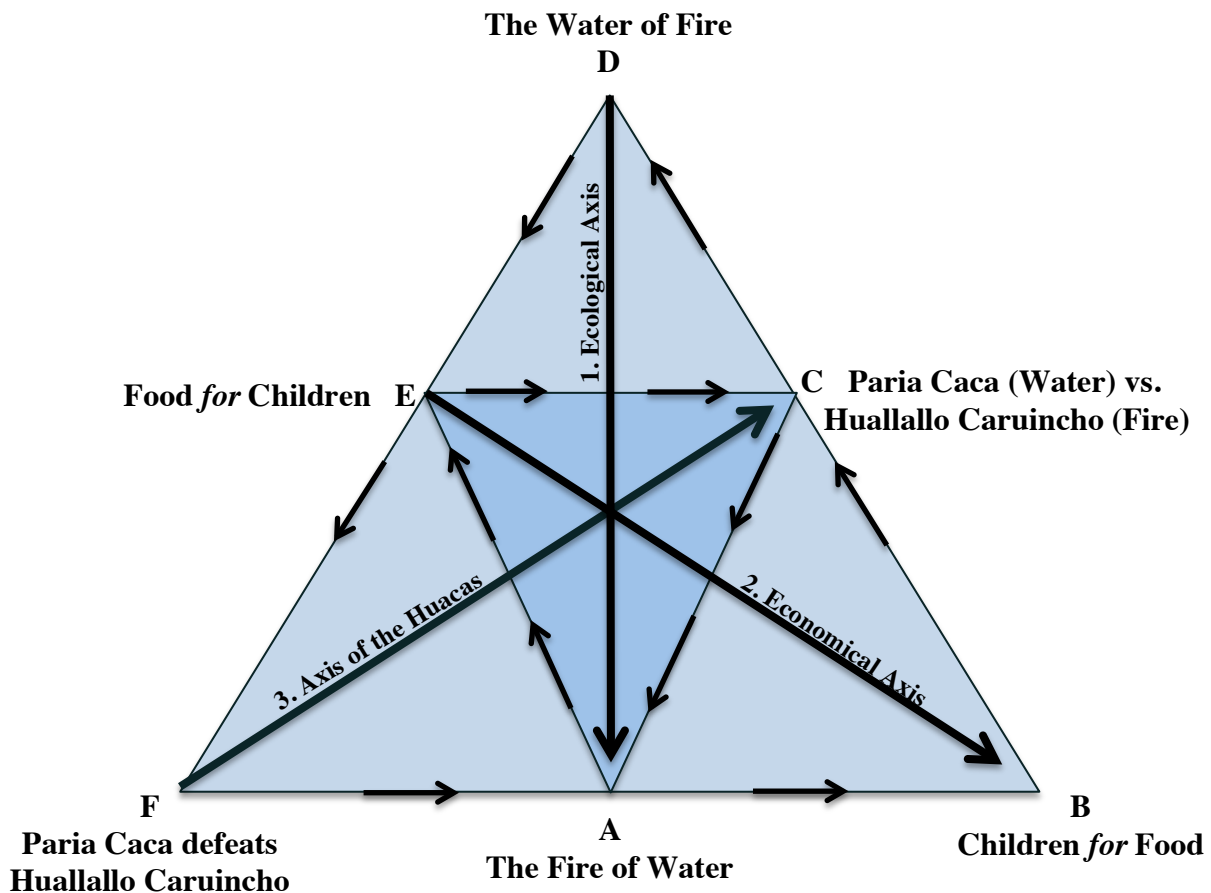 The Water of Fire
D
1. Ecological Axis
Food for Children
E
C
Paria Caca (Water) vs.
Huallallo Caruincho (Fire)
2. Economical Axis
3. Axis of the Huacas
F
Paria Caca defeats
Huallallo Caruincho
A
The Fire of Water
B
Children for Food